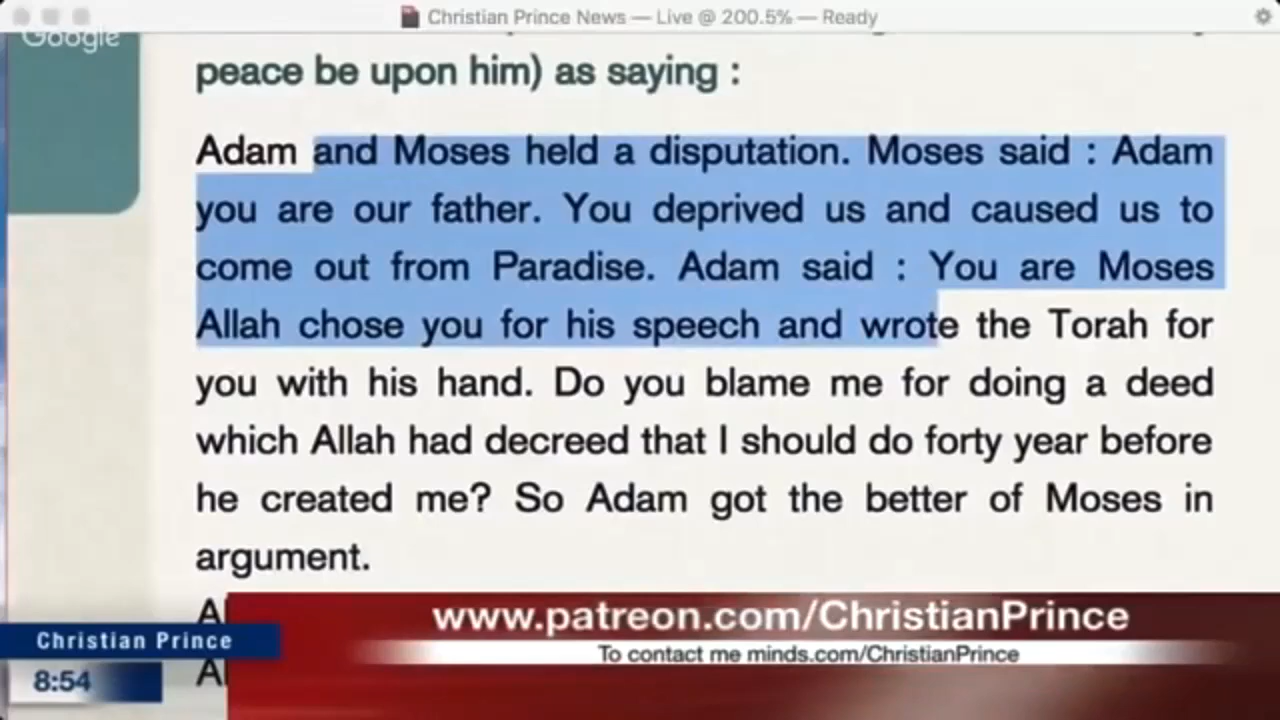 Christian Prince News — Live @ 200.5% — Ready
Google
peace be upon him) as saying :
Adam and Moses held a disputation. Moses said : Adam
you are our father. You deprived us and caused us to
come out from Paradise. Adam said : You are Moses
Allah chose you for his speech and wrote the Torah for
you with his hand. Do you blame me for doing a deed
which Allah had decreed that I should do forty year before
he created me? So Adam got the better of Moses in
argument.
www.patreon.com/ChristianPrince
Christian Prince
To contact me minds.com/ChristianPrince
8:54